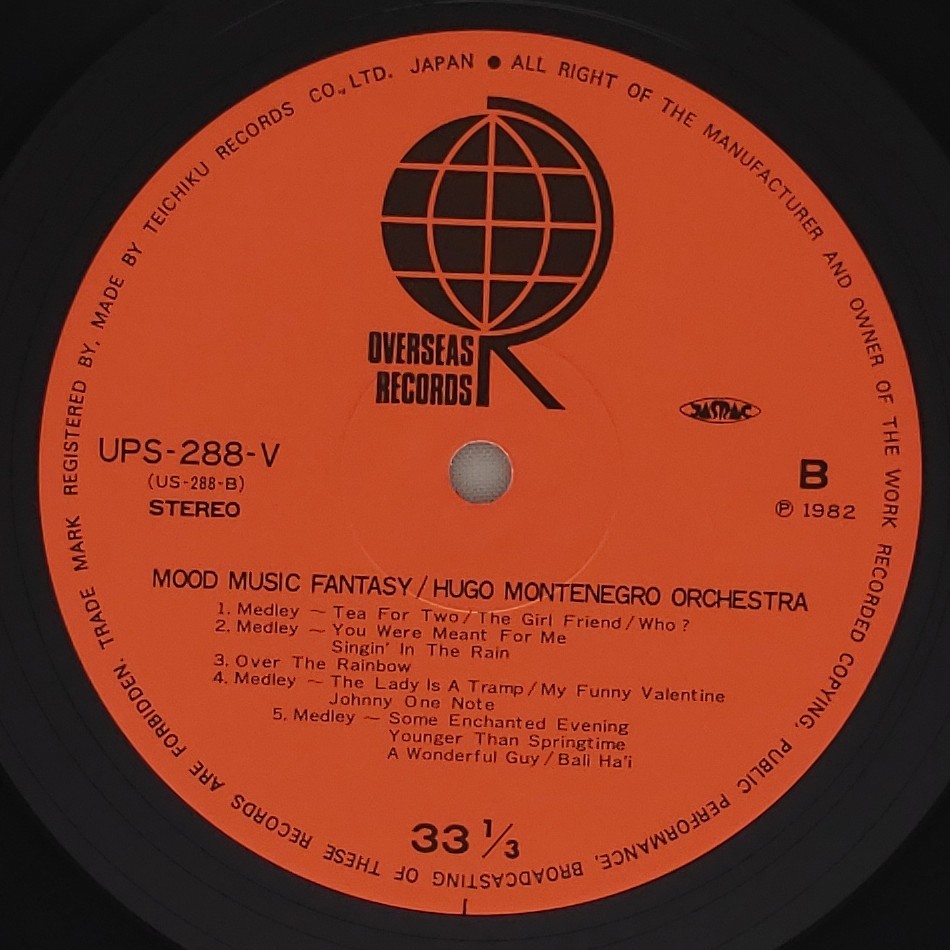 TRADE MARK REGISTERED BY, MADE BY TEICHIKU RECORDS CO., LTD. JAPAN ● ALL RIGHT OF THE MANUFACTURER AND OWNER OF THE WORK RECORDED COPYING, PUBLIC PERFORMANCE, BROADCASTING OF THESE RECORDS ARE FORBIDDEN.
OVERSEAS
RECORDS
JASRAC
UPS-288-V
(US-288-B)
STEREO
B
℗ 1982
MOOD MUSIC FANTASY/HUGO MONTENEGRO ORCHESTRA
1. Medley ~ Tea For Two/The Girl Friend/Who?
2. Medley ~ You Were Meant For Me
Singin' In The Rain
3. Over The Rainbow
4. Medley ~ The Lady Is A Tramp/My Funny Valentine
Johnny One Note
5. Medley ~ Some Enchanted Evening
Younger Than Springtime
A Wonderful Guy/Bali Ha'i
33 1/3